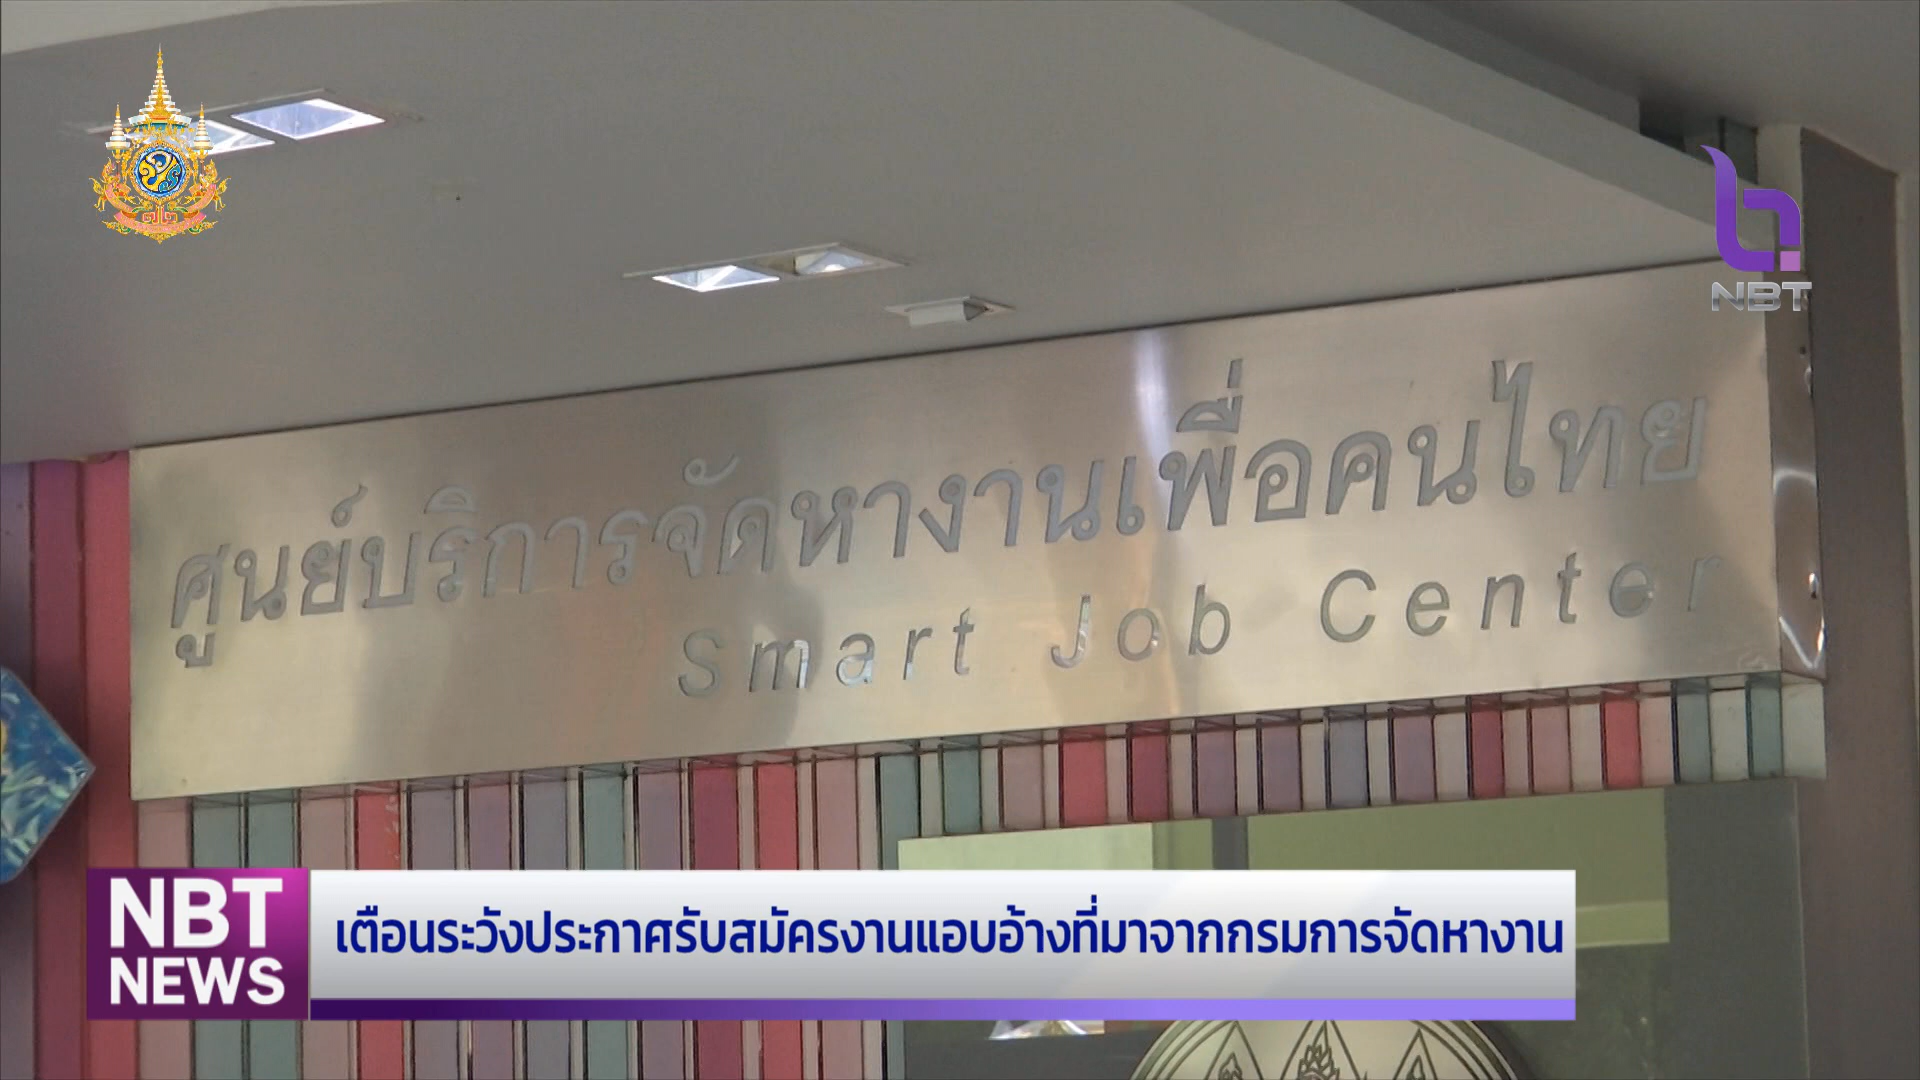 ๗๒
NBT
ศูนย์บริการจัดหางานเพื่อคนไทย
Smart Job Center
NBT
NEWS
เตือนระวังประกาศรับสมัครงานแอบอ้างที่มาจากกรมการจัดหางาน